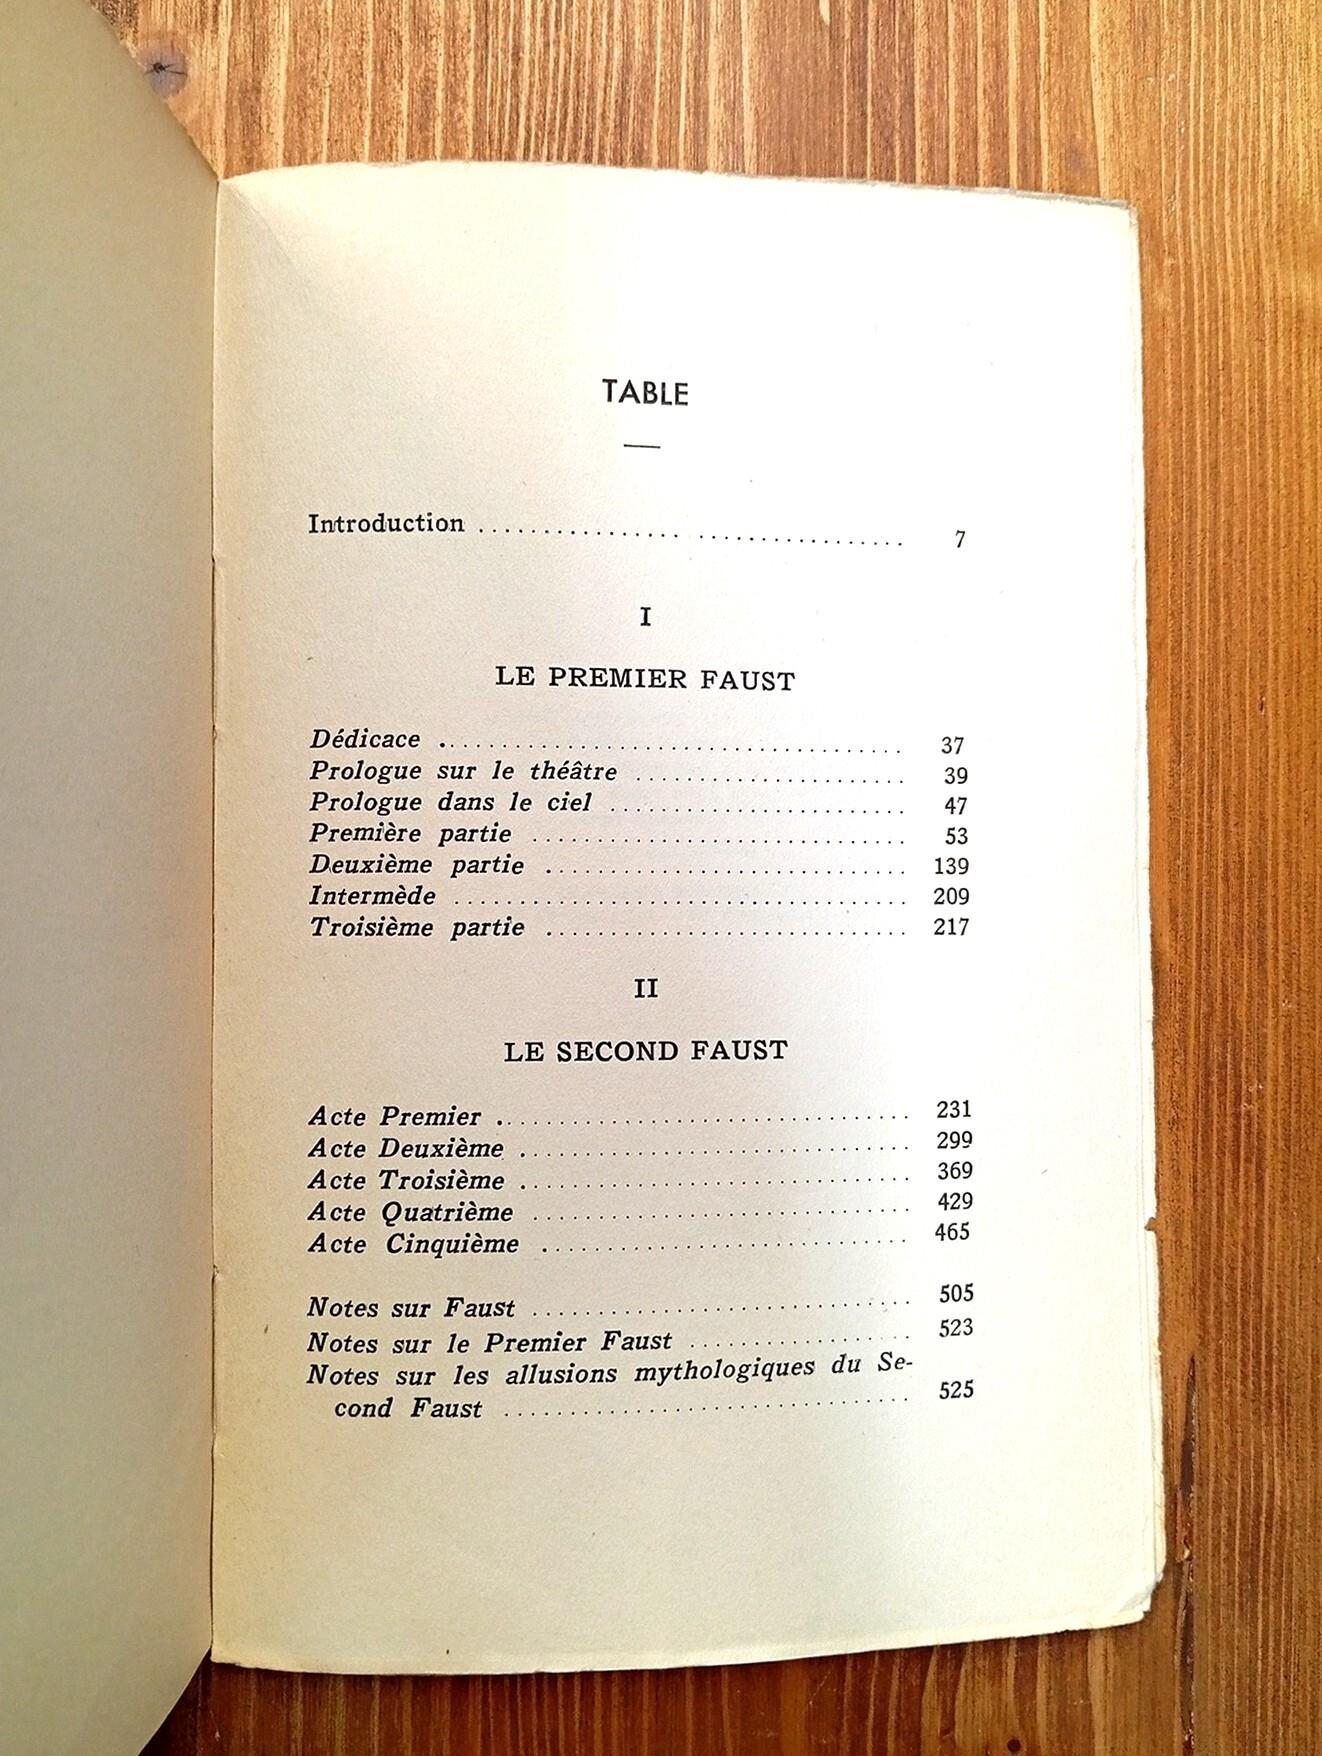 TABLE
Introduction ................................. 7
I
LE PREMIER FAUST
Dédicace .................................... 37
Prologue sur le théâtre ..................... 39
Prologue dans le ciel ....................... 47
Première partie ............................. 53
Deuxième partie ............................ 139
Intermède ................................... 209
Troisième partie ............................ 217
II
LE SECOND FAUST
Acte Premier ................................ 231
Acte Deuxième .............................. 299
Acte Troisième .............................. 369
Acte Quatrième ............................. 429
Acte Cinquième ............................. 465
Notes sur Faust ............................. 505
Notes sur le Premier Faust .................. 523
Notes sur les allusions mythologiques du Se-
cond Faust ................................ 525